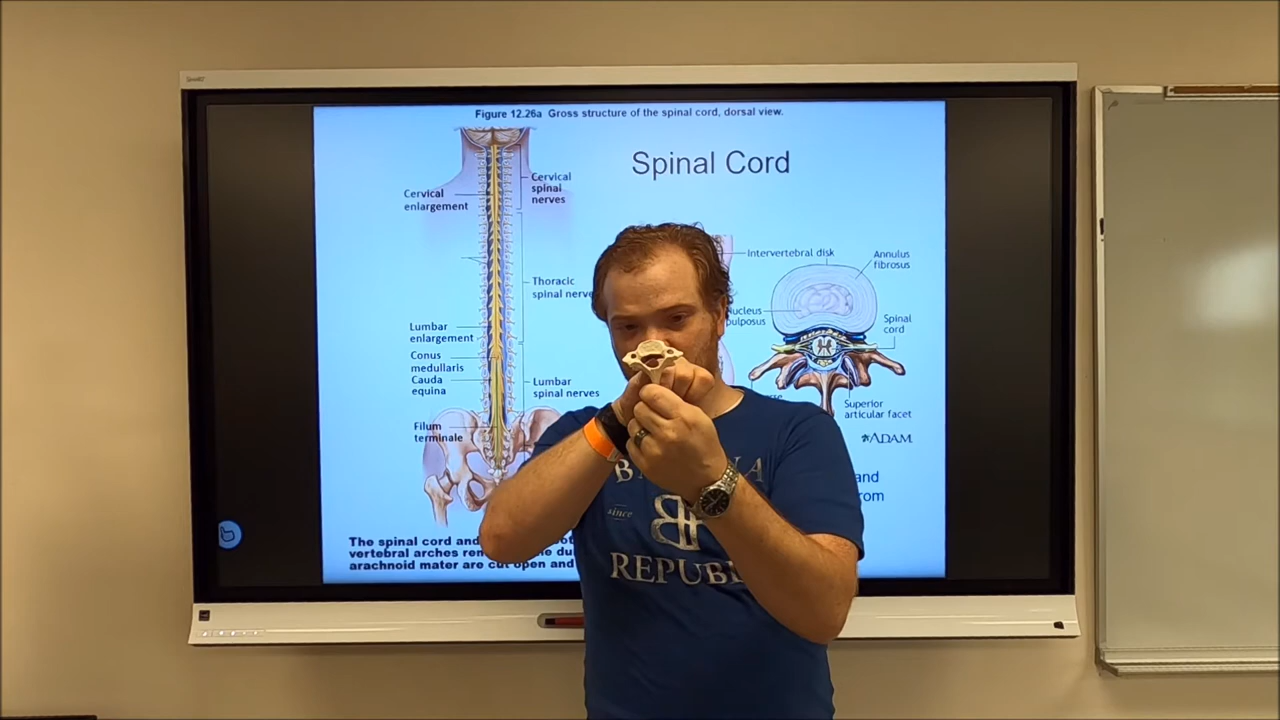 Figure 12.26a Gross structure of the spinal cord, dorsal view.
Spinal Cord
Cervical
enlargement
Cervical
spinal
nerves
Thoracic
spinal
Lumbar
enlargement
Conus
medullaris
Cauda
equina
Lumbar
spinal nerves
Filum
terminale
Intervertebral disk
Annulus
fibrosus
Nucleus
pulposus
Spinal
cord
Superior
articular facet
ADAM
and
The spinal cord and
vertebral arches
arachnoid mater are cut open and
since
REPUB